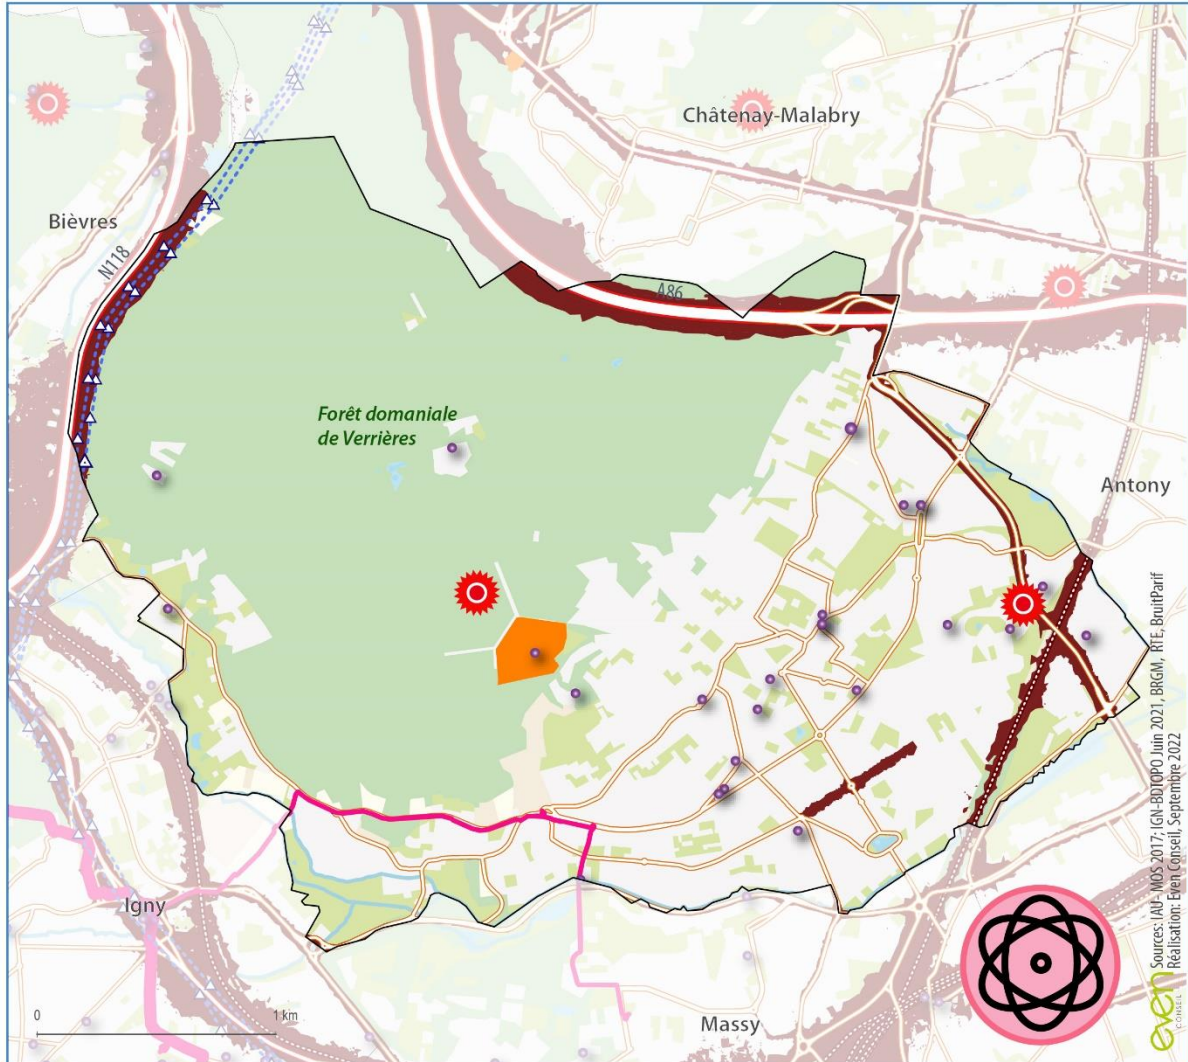 Châtenay-Malabry
Bièvres
N118
A86
Forêt domaniale
de Verrières
Antony
Igny
Massy
0
1 km
Sources: IAU - MOS 2017; IGN-BDTOPO Juin 2021, BRGM, RTE, BruitParif
Réalisation: Even Conseil, Septembre 2022
even
CONSEIL